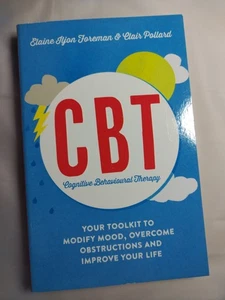 Elaine Iljon Foreman & Clair Pollard
CBT
Cognitive Behavioural Therapy
YOUR TOOLKIT TO
MODIFY MOOD, OVERCOME
OBSTRUCTIONS AND
IMPROVE YOUR LIFE